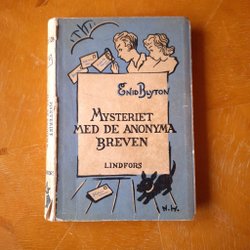 ENID BLYTON
MYSTERIET
MED DE ANONYMA
BREVEN
LINDFORS
N.W.